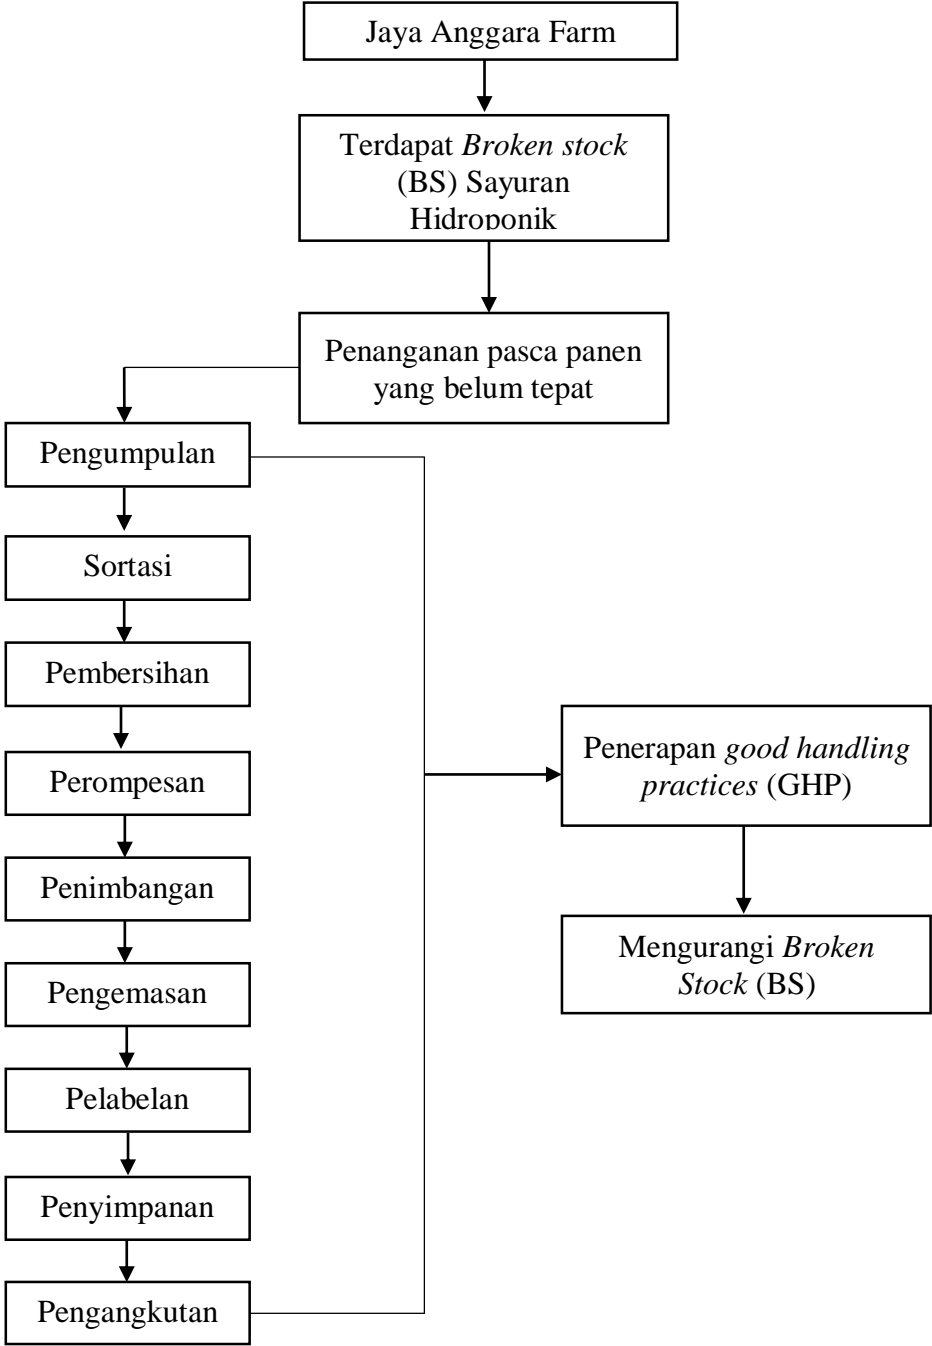 Jaya Anggara Farm
Terdapat Broken stock
(BS) Sayuran
Hidroponik
Penanganan pasca panen
yang belum tepat
Pengumpulan
Sortasi
Pembersihan
Perompesan
Penimbangan
Pengemasan
Pelabelan
Penyimpanan
Pengangkutan
Penerapan good handling
practices (GHP)
Mengurangi Broken
Stock (BS)